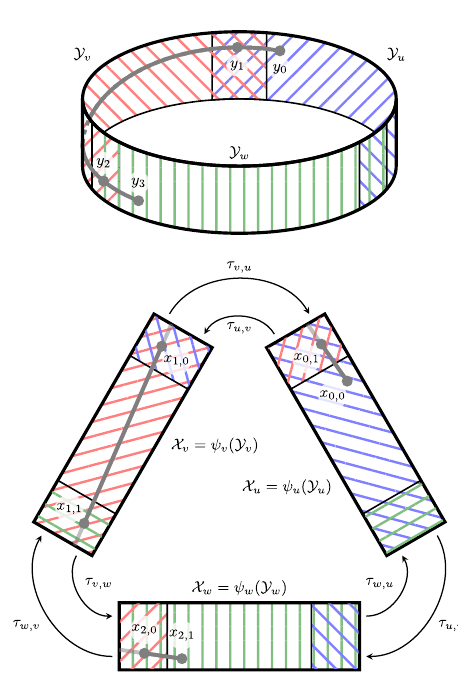 𝒴_v
𝒴_u
y_1
y_0
𝒴_w
y_2
y_3
τ_{v,u}
τ_{u,v}
x_{1,0}
x_{0,1}
x_{0,0}
𝒳_v = ψ_v(𝒴_v)
𝒳_u = ψ_u(𝒴_u)
x_{1,1}
τ_{v,w}
𝒳_w = ψ_w(𝒴_w)
τ_{w,u}
τ_{w,v}
x_{2,0}
x_{2,1}